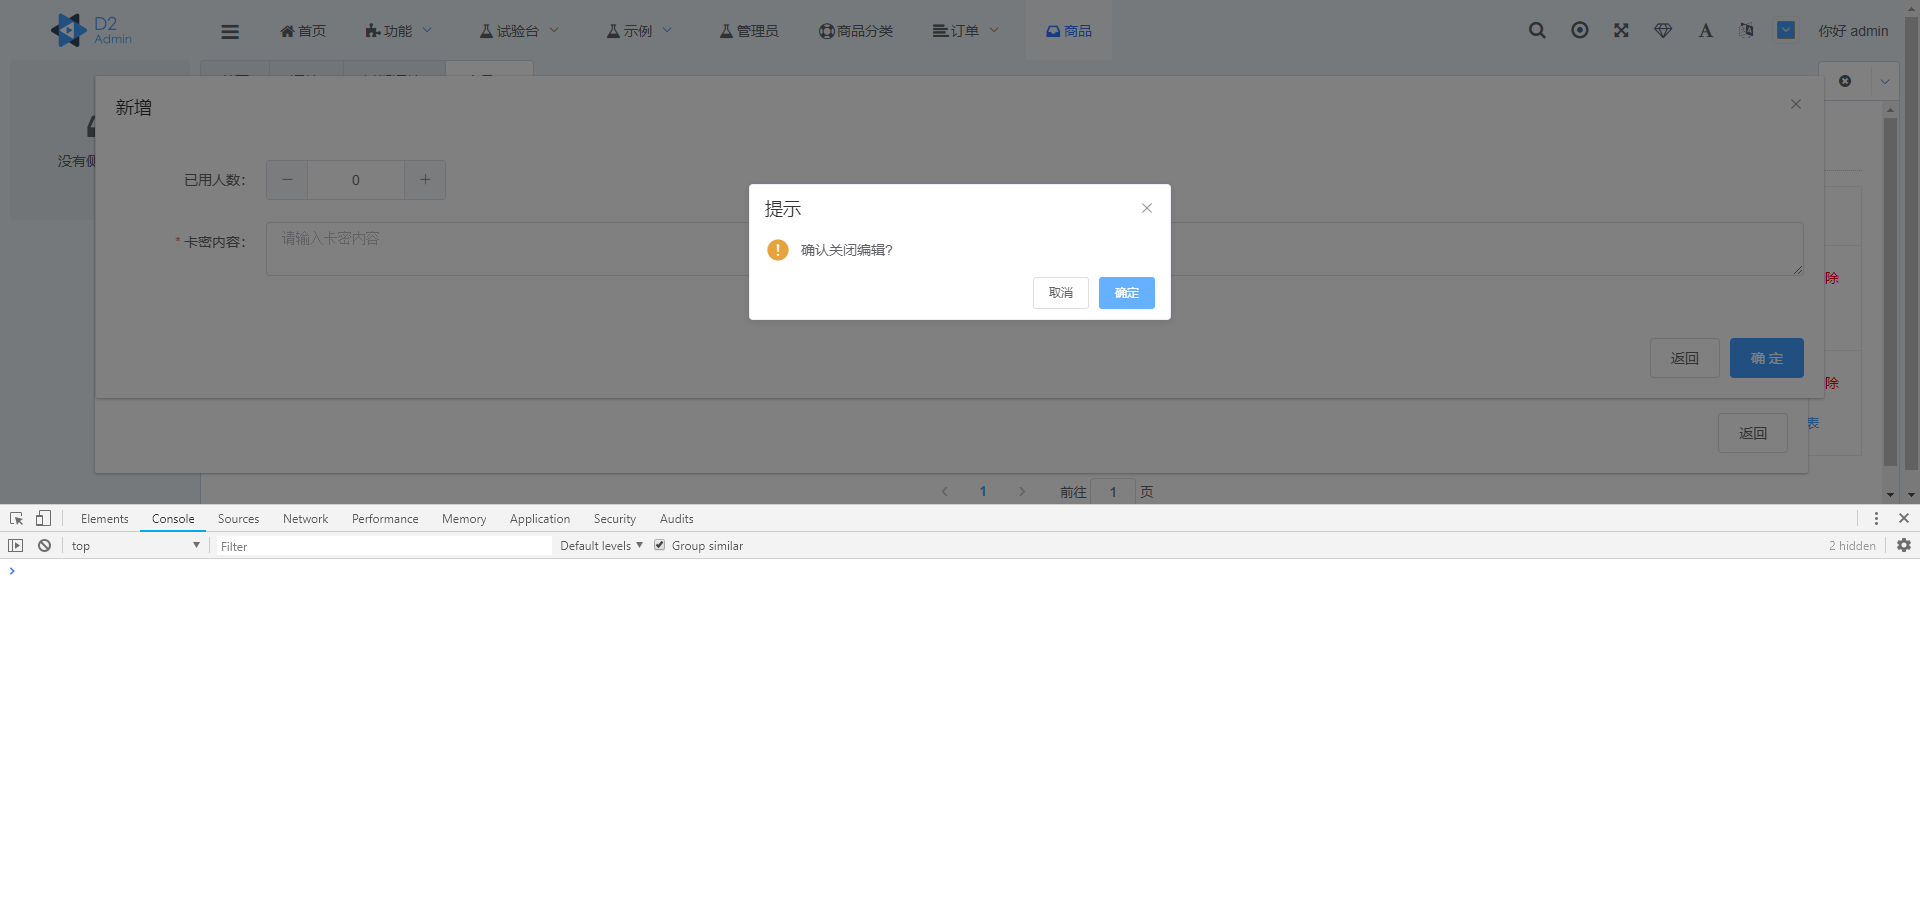 D2
Admin
首页
功能
试验台
示例
管理员
商品分类
订单
商品
你好 admin
没有侧
新增
已用人数：
0
* 卡密内容：
请输入卡密内容
提示
确认关闭编辑?
取消
确定
除
返回
确 定
除
表
返回
1
前往
1
页
Elements
Console
Sources
Network
Performance
Memory
Application
Security
Audits
top
Filter
Default levels
Group similar
2 hidden